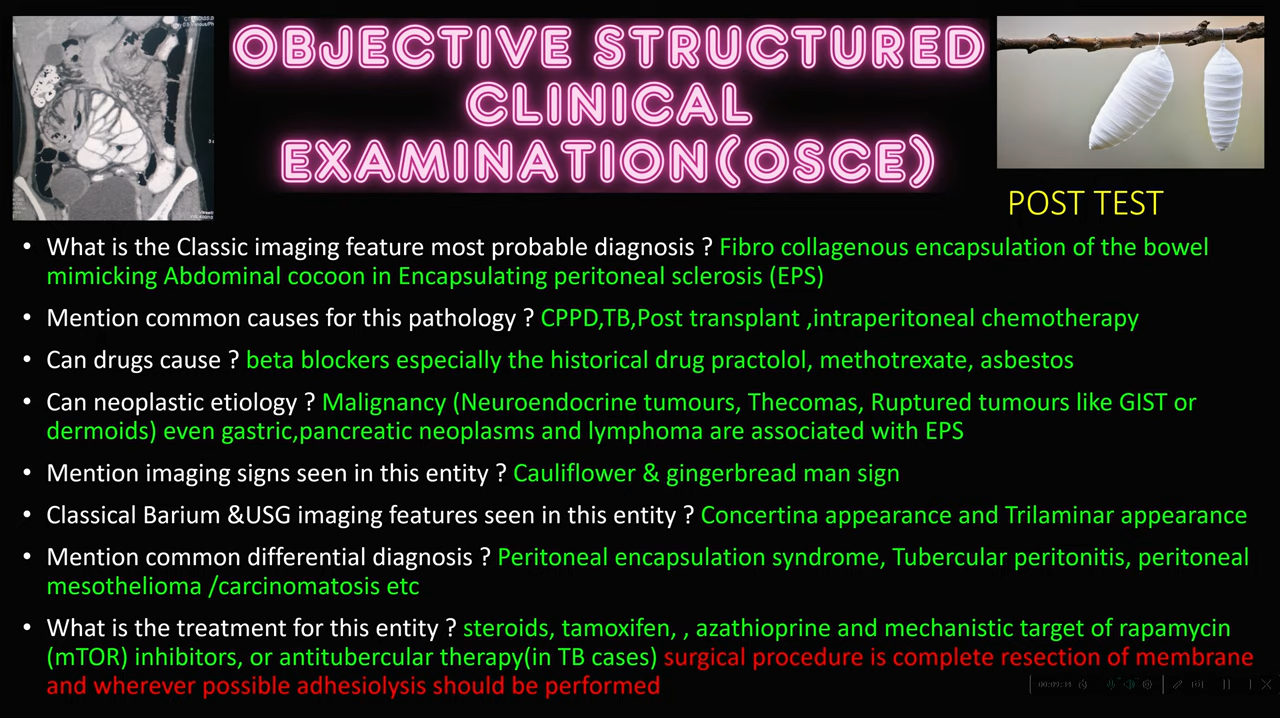 OBJECTIVE STRUCTURED
CLINICAL
EXAMINATION(OSCE)
POST TEST
• What is the Classic imaging feature most probable diagnosis ? Fibro collagenous encapsulation of the bowel
mimicking Abdominal cocoon in Encapsulating peritoneal sclerosis (EPS)
• Mention common causes for this pathology ? CPPD,TB,Post transplant ,intraperitoneal chemotherapy
• Can drugs cause ? beta blockers especially the historical drug practolol, methotrexate, asbestos
• Can neoplastic etiology ? Malignancy (Neuroendocrine tumours, Thecomas, Ruptured tumours like GIST or
dermoids) even gastric,pancreatic neoplasms and lymphoma are associated with EPS
• Mention imaging signs seen in this entity ? Cauliflower & gingerbread man sign
• Classical Barium &USG imaging features seen in this entity ? Concertina appearance and Trilaminar appearance
• Mention common differential diagnosis ? Peritoneal encapsulation syndrome, Tubercular peritonitis, peritoneal
mesothelioma /carcinomatosis etc
• What is the treatment for this entity ? steroids, tamoxifen, , azathioprine and mechanistic target of rapamycin
(mTOR) inhibitors, or antitubercular therapy(in TB cases) surgical procedure is complete resection of membrane
and wherever possible adhesiolysis should be performed